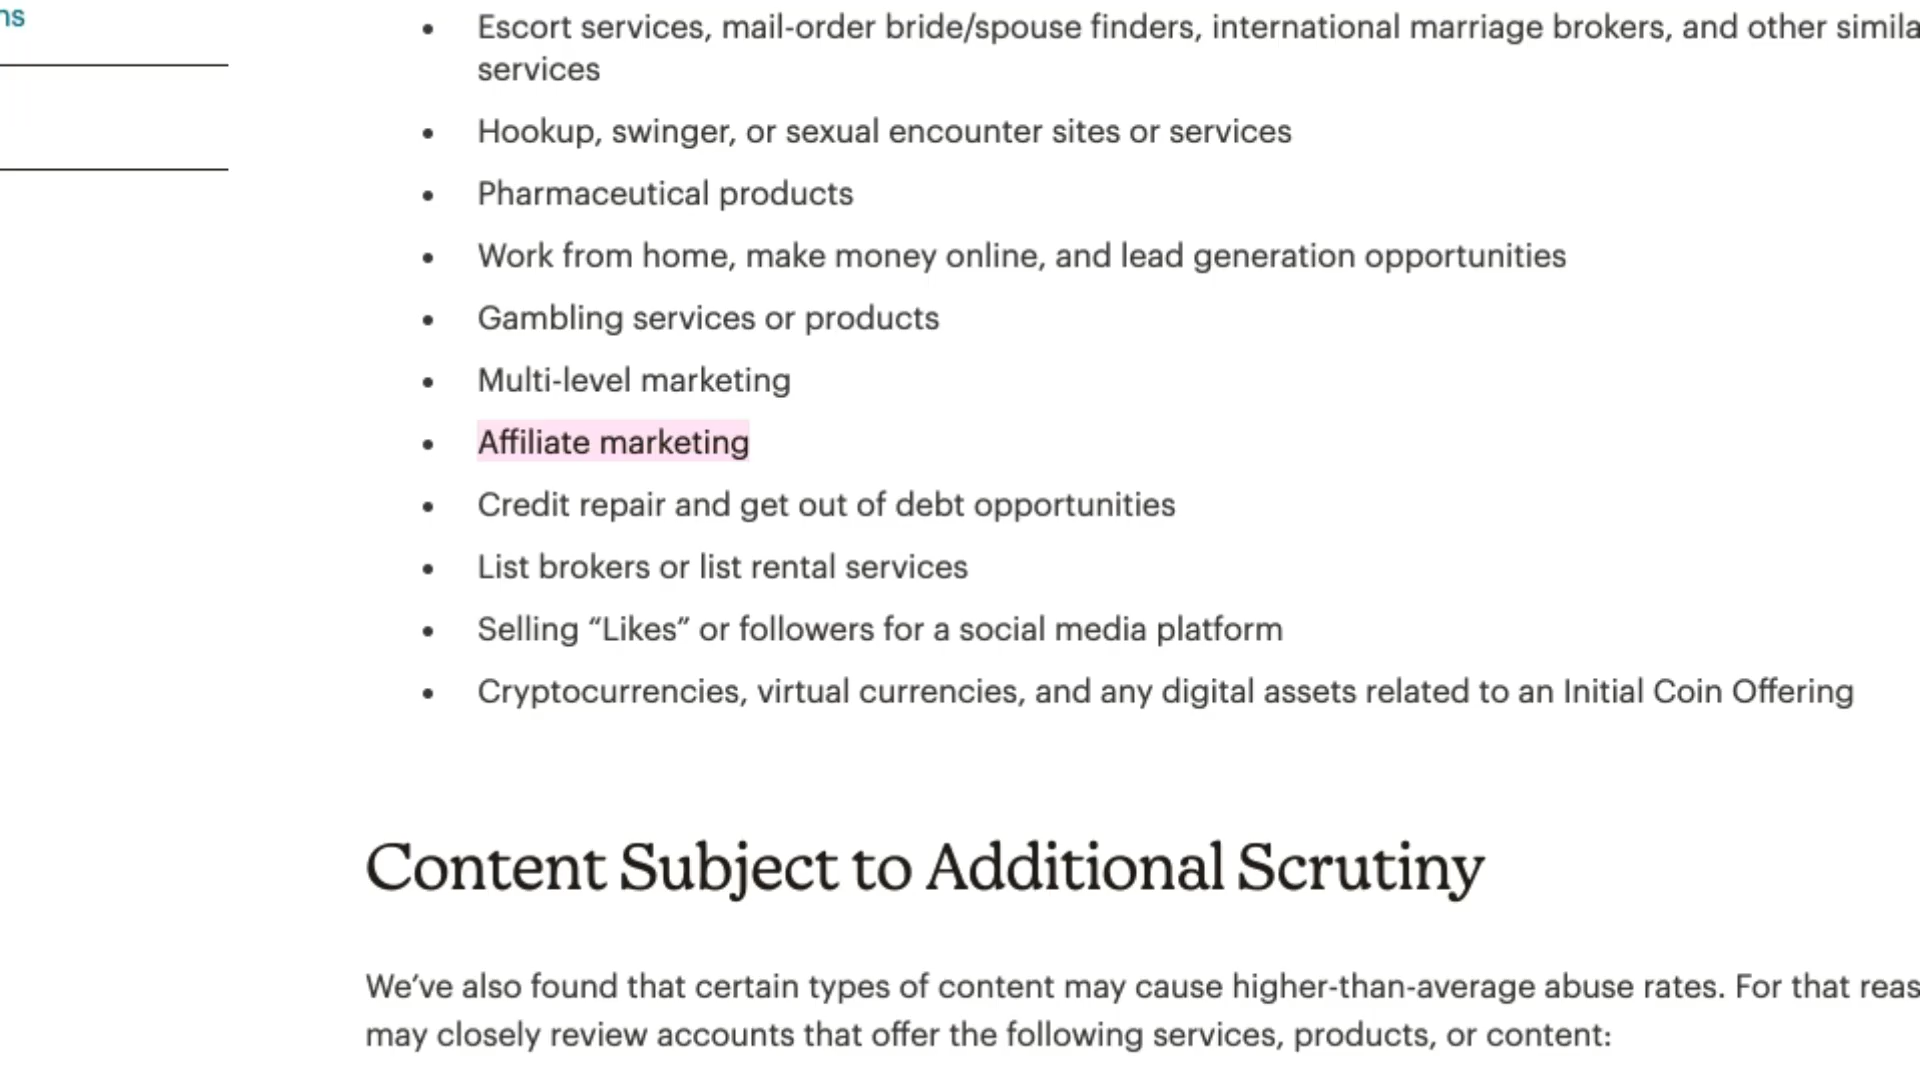 ns
• Escort services, mail-order bride/spouse finders, international marriage brokers, and other simila
services
• Hookup, swinger, or sexual encounter sites or services
• Pharmaceutical products
• Work from home, make money online, and lead generation opportunities
• Gambling services or products
• Multi-level marketing
• Affiliate marketing
• Credit repair and get out of debt opportunities
• List brokers or list rental services
• Selling “Likes” or followers for a social media platform
• Cryptocurrencies, virtual currencies, and any digital assets related to an Initial Coin Offering
Content Subject to Additional Scrutiny
We’ve also found that certain types of content may cause higher-than-average abuse rates. For that reas
may closely review accounts that offer the following services, products, or content: